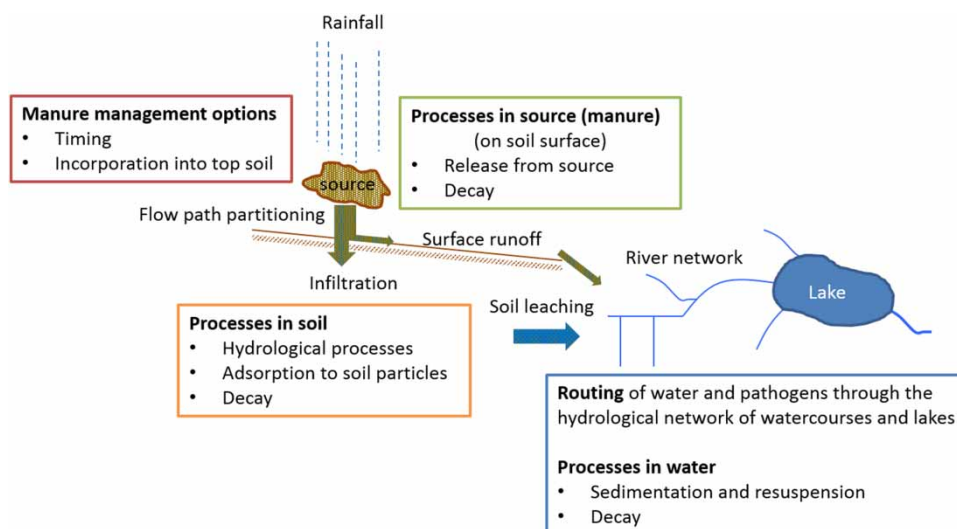 Rainfall
Manure management options
• Timing
• Incorporation into top soil
Processes in source (manure)
(on soil surface)
• Release from source
• Decay
source
Flow path partitioning
Surface runoff
Infiltration
River network
Lake
Soil leaching
Processes in soil
• Hydrological processes
• Adsorption to soil particles
• Decay
Routing of water and pathogens through the
hydrological network of watercourses and lakes
Processes in water
• Sedimentation and resuspension
• Decay